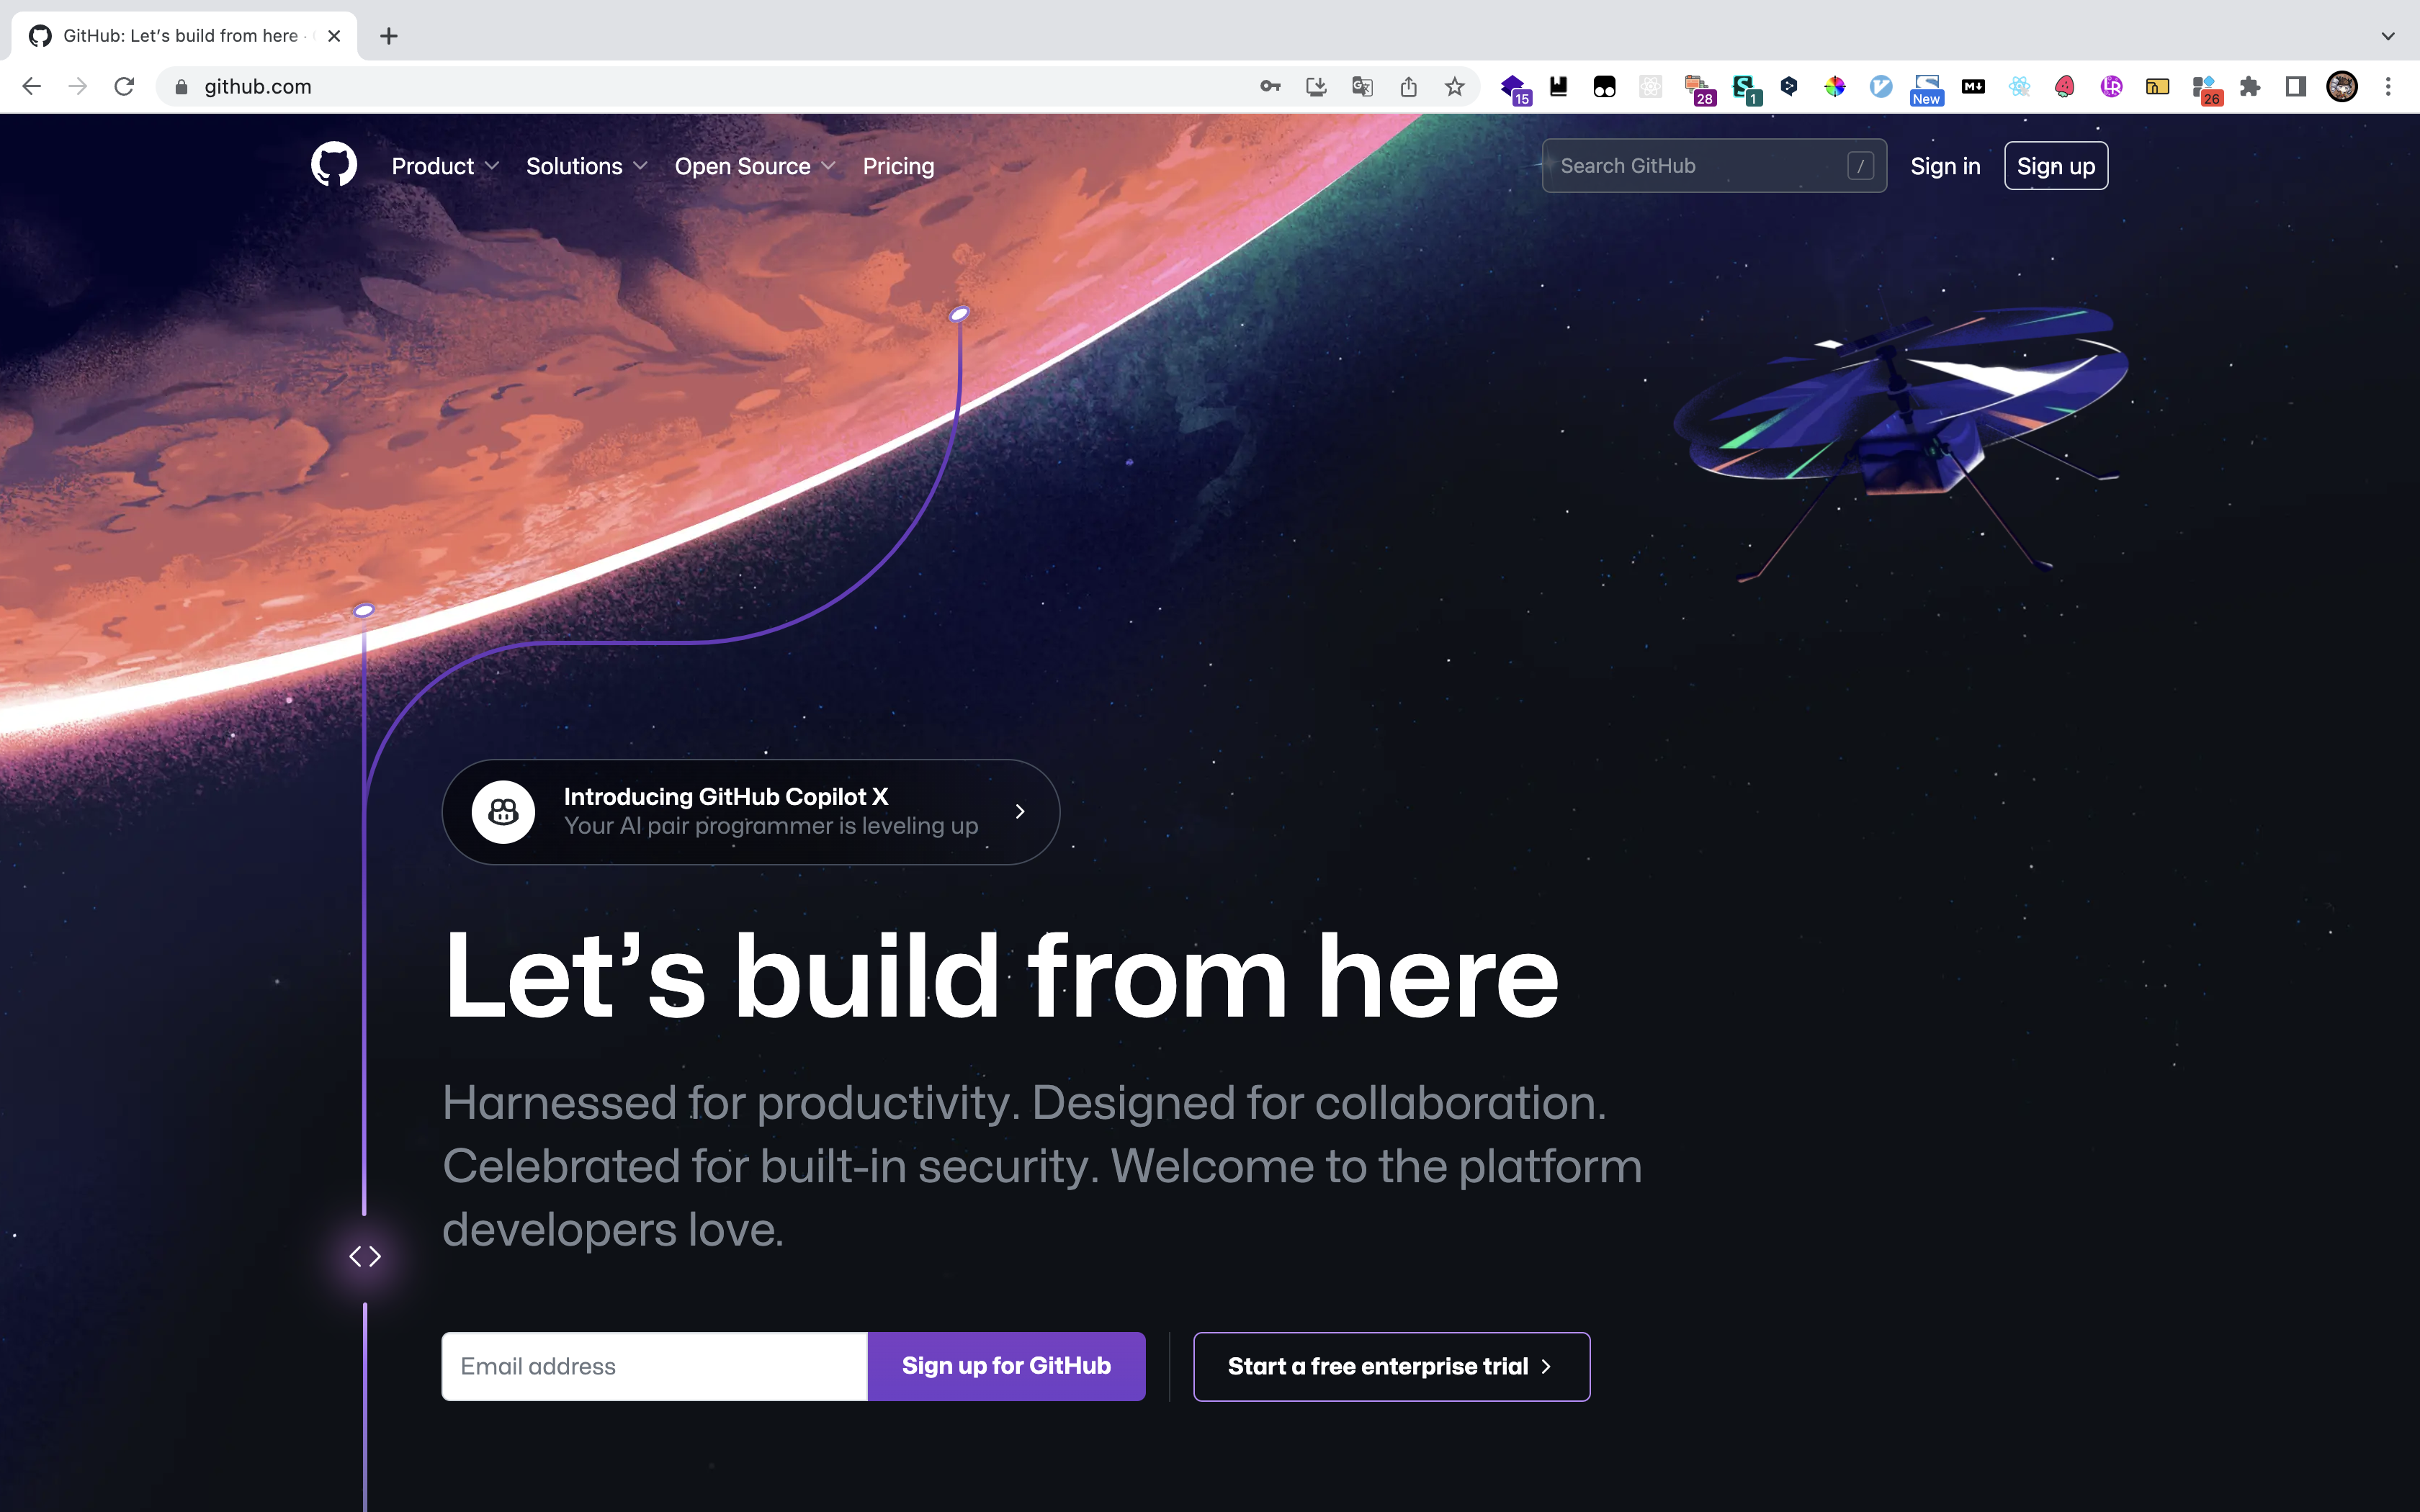 GitHub: Let's build from here ·
github.com
15
28
1
New
M
26
Product
Solutions
Open Source
Pricing
Search GitHub
/
Sign in
Sign up
Introducing GitHub Copilot X
Your AI pair programmer is leveling up
Let's build from here
Harnessed for productivity. Designed for collaboration.
Celebrated for built-in security. Welcome to the platform
developers love.
<>
Email address
Sign up for GitHub
Start a free enterprise trial